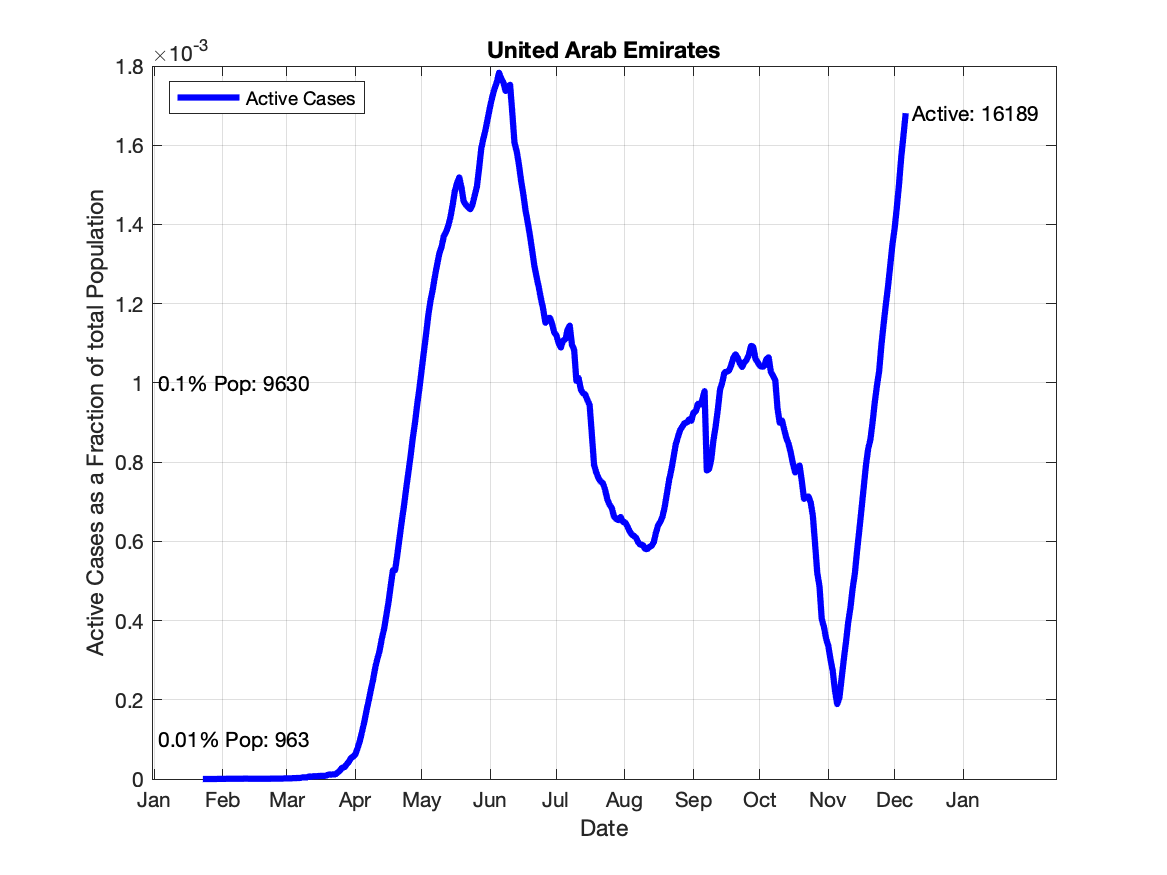 United Arab Emirates
×10-3
Active Cases
Active: 16189
1.8
1.6
1.4
1.2
1
0.8
0.6
0.4
0.2
0
0.1% Pop: 9630
0.01% Pop: 963
Active Cases as a Fraction of total Population
Jan Feb Mar Apr May Jun Jul Aug Sep Oct Nov Dec Jan
Date